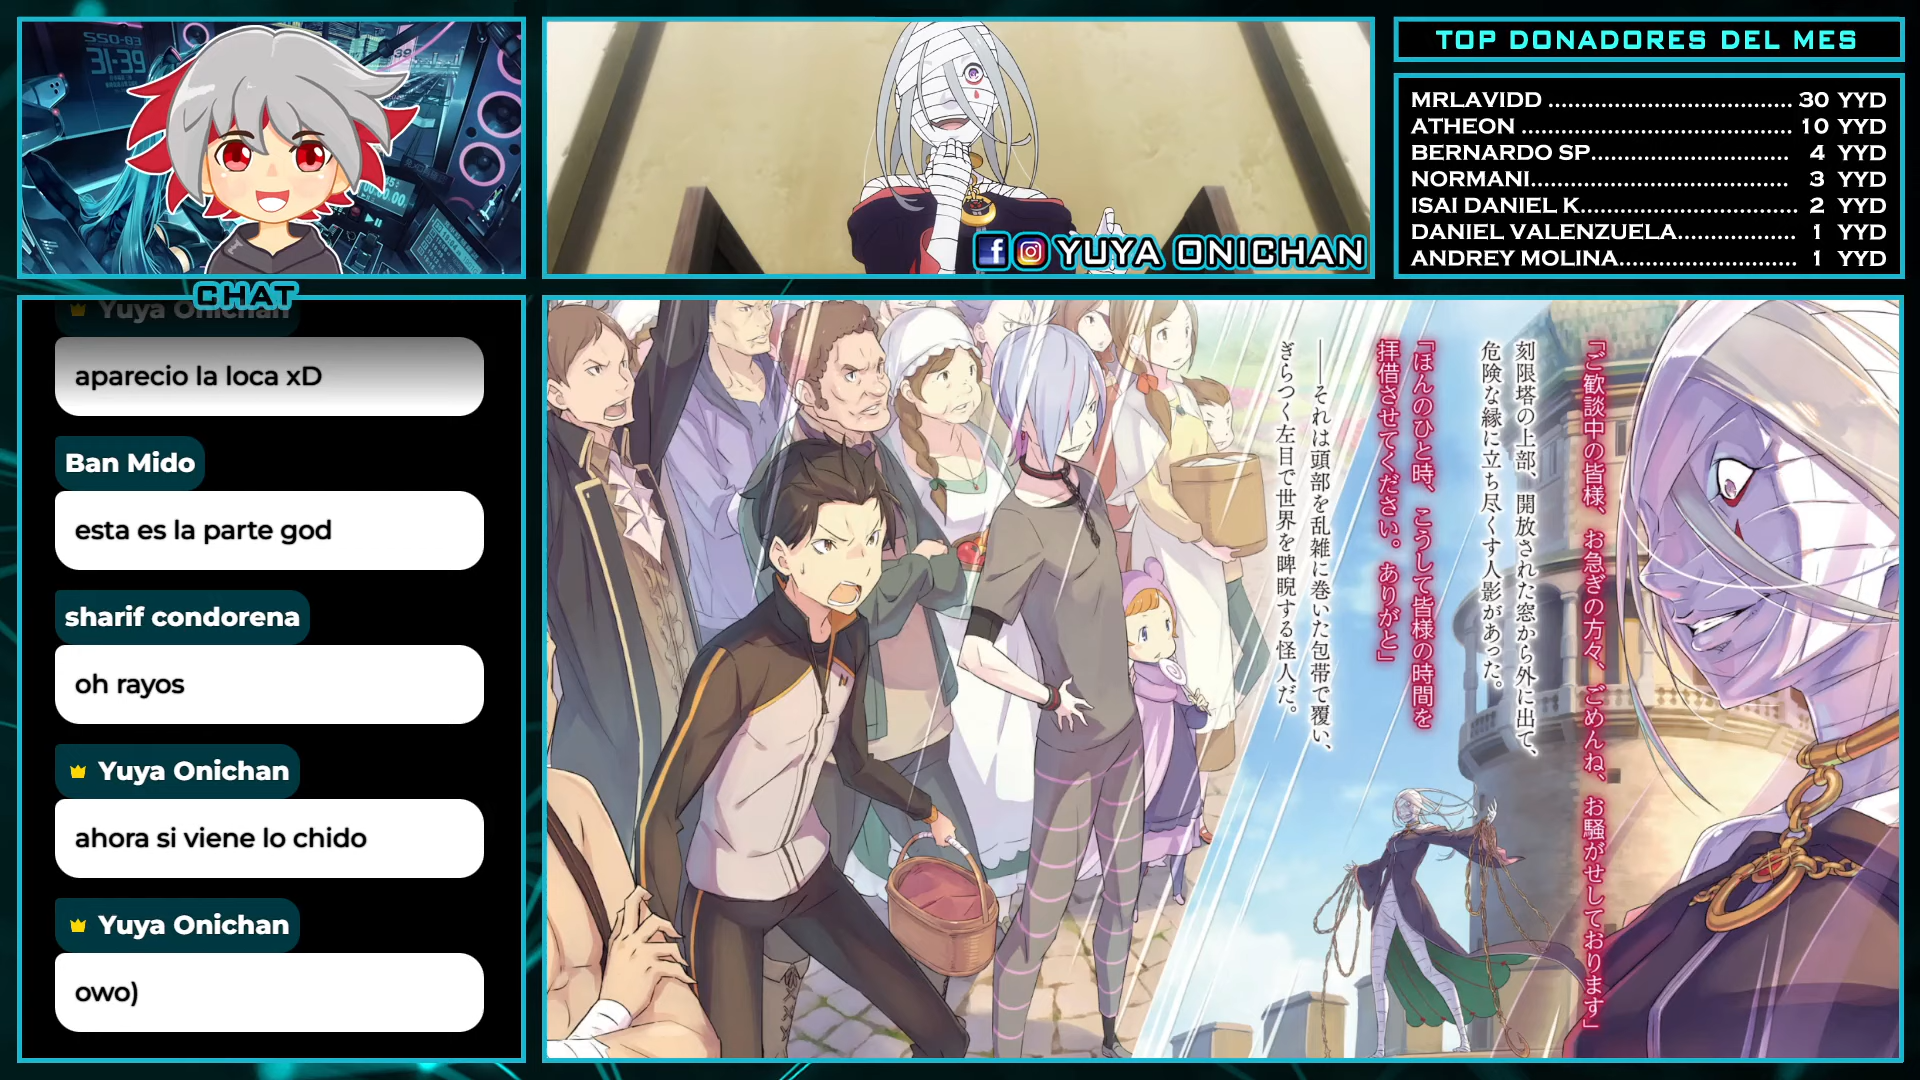 SSO-03
31-39
YUYA ONICHAN
TOP DONADORES DEL MES
MRLAVIDD .................................... 30 YYD
ATHEON ........................................ 10 YYD
BERNARDO SP............................. 4 YYD
NORMANI..................................... 3 YYD
ISAI DANIEL K................................ 2 YYD
DANIEL VALENZUELA................. 1 YYD
ANDREY MOLINA.......................... 1 YYD
CHAT
Yuya Onichan
aparecio la loca xD
Ban Mido
esta es la parte god
sharif condorena
oh rayos
Yuya Onichan
ahora si viene lo chido
Yuya Onichan
owo)
「ご歓談中の皆様、お急ぎの方々、ごめんね、お騒がせしております」
刻限塔の上部、開放された窓から外に出て、
危険な縁に立ち尽くす人影があった。
「ほんのひと時、こうして皆様の時間を
拝借させてください。ありがと」
――それは頭部を乱雑に巻いた包帯で覆い、
ぎらつく左目で世界を睥睨する怪人だ。